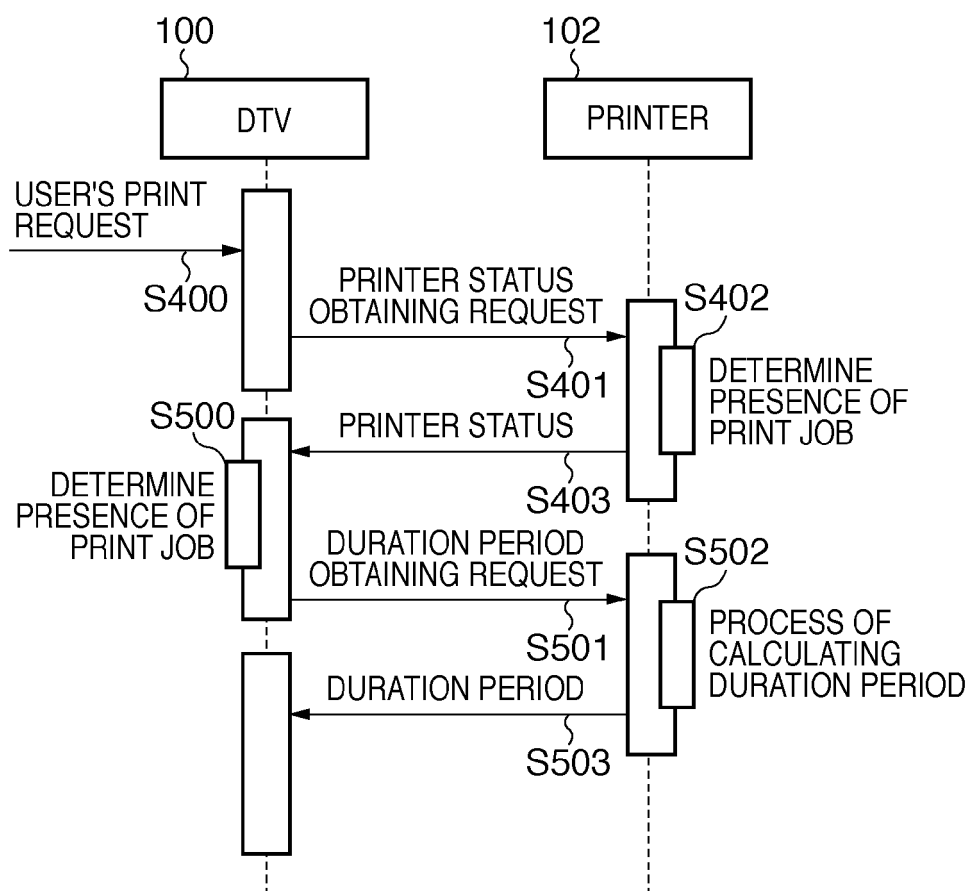 100
102
DTV
PRINTER
USER'S PRINT
REQUEST
S400
PRINTER STATUS
OBTAINING REQUEST
S401
S402
DETERMINE
PRESENCE OF
PRINT JOB
PRINTER STATUS
S403
S500
DETERMINE
PRESENCE OF
PRINT JOB
DURATION PERIOD
OBTAINING REQUEST
S501
S502
PROCESS OF
CALCULATING
DURATION PERIOD
DURATION PERIOD
S503